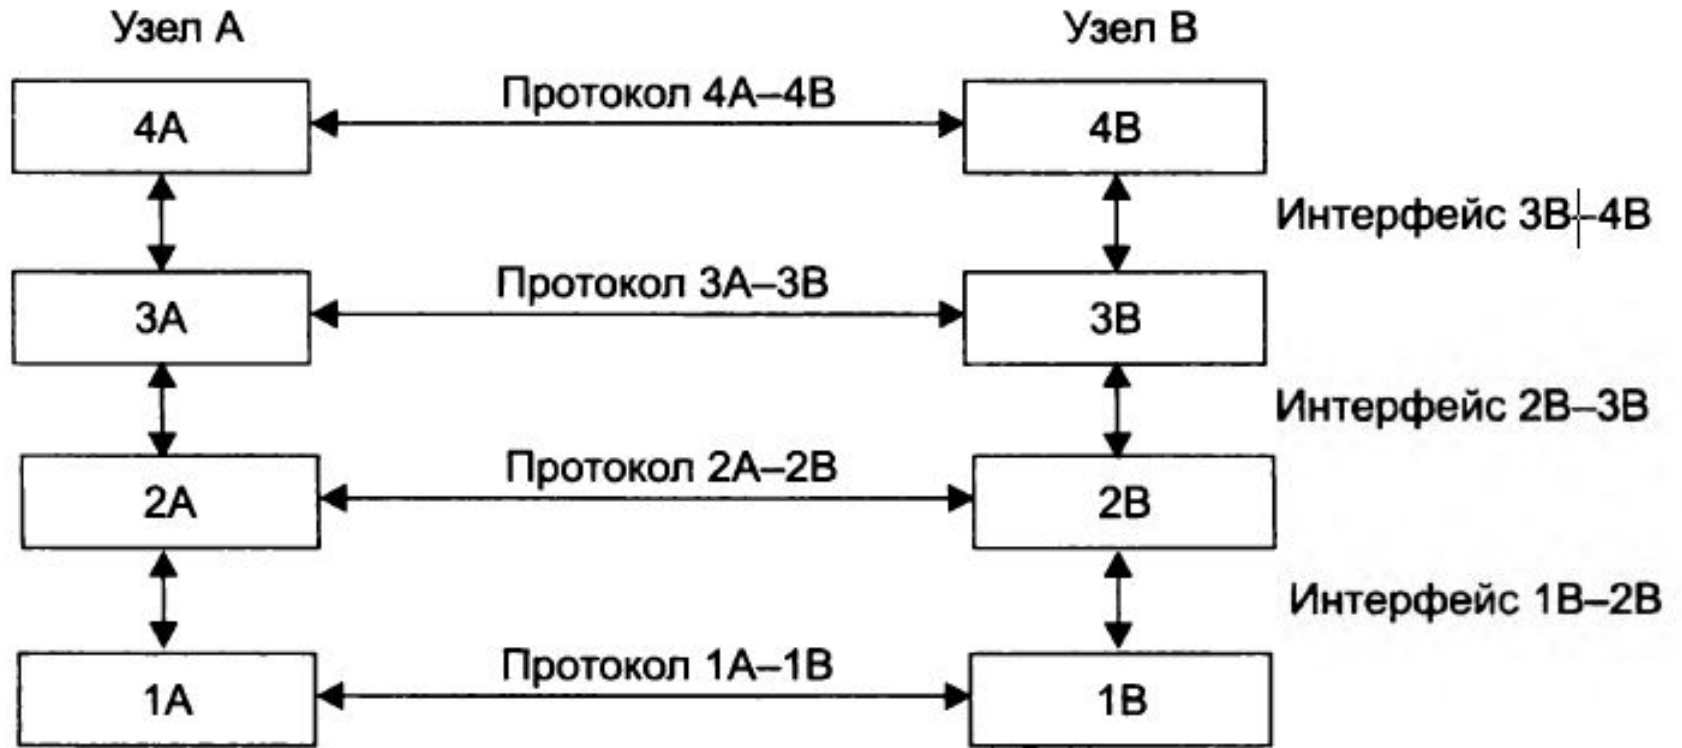 Узел А
Узел В
Протокол 4А–4В
4А
4В
Интерфейс 3В–4В
Протокол 3А–3В
3А
3В
Интерфейс 2В–3В
Протокол 2А–2В
2А
2В
Интерфейс 1В–2В
Протокол 1А–1В
1А
1В